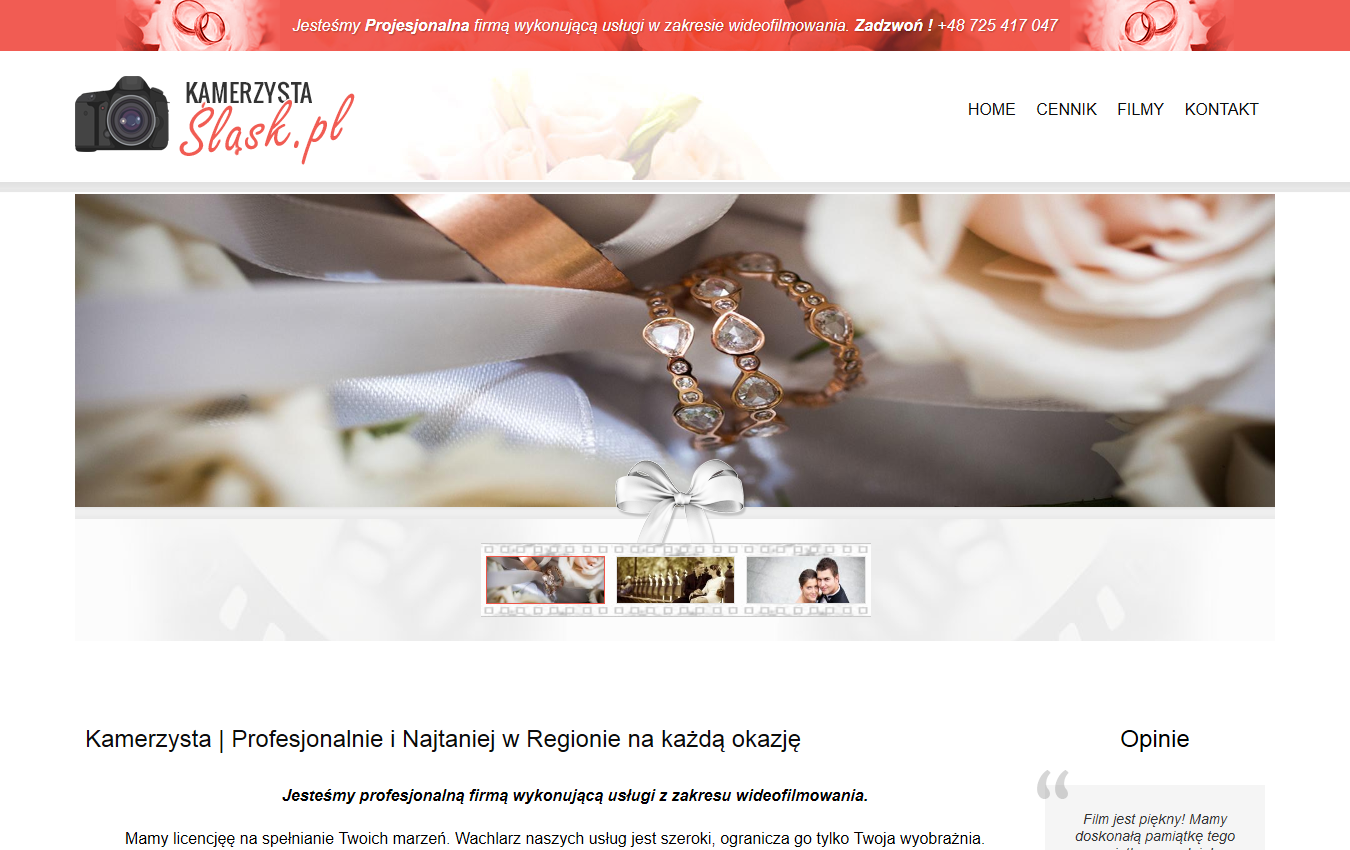 Jesteśmy Projesjonalna firmą wykonującą usługi w zakresie wideofilmowania. Zadzwoń ! +48 725 417 047
KAMERZYSTA
Śląsk.pl
HOME CENNIK FILMY KONTAKT
Kamerzysta | Profesjonalnie i Najtaniej w Regionie na każdą okazję
Jesteśmy profesjonalną firmą wykonującą usługi z zakresu wideofilmowania.
Mamy licencjęę na spełnianie Twoich marzeń. Wachlarz naszych usług jest szeroki, ogranicza go tylko Twoja wyobraźnia.
Opinie
“
Film jest piękny! Mamy
doskonałą pamiątkę tego